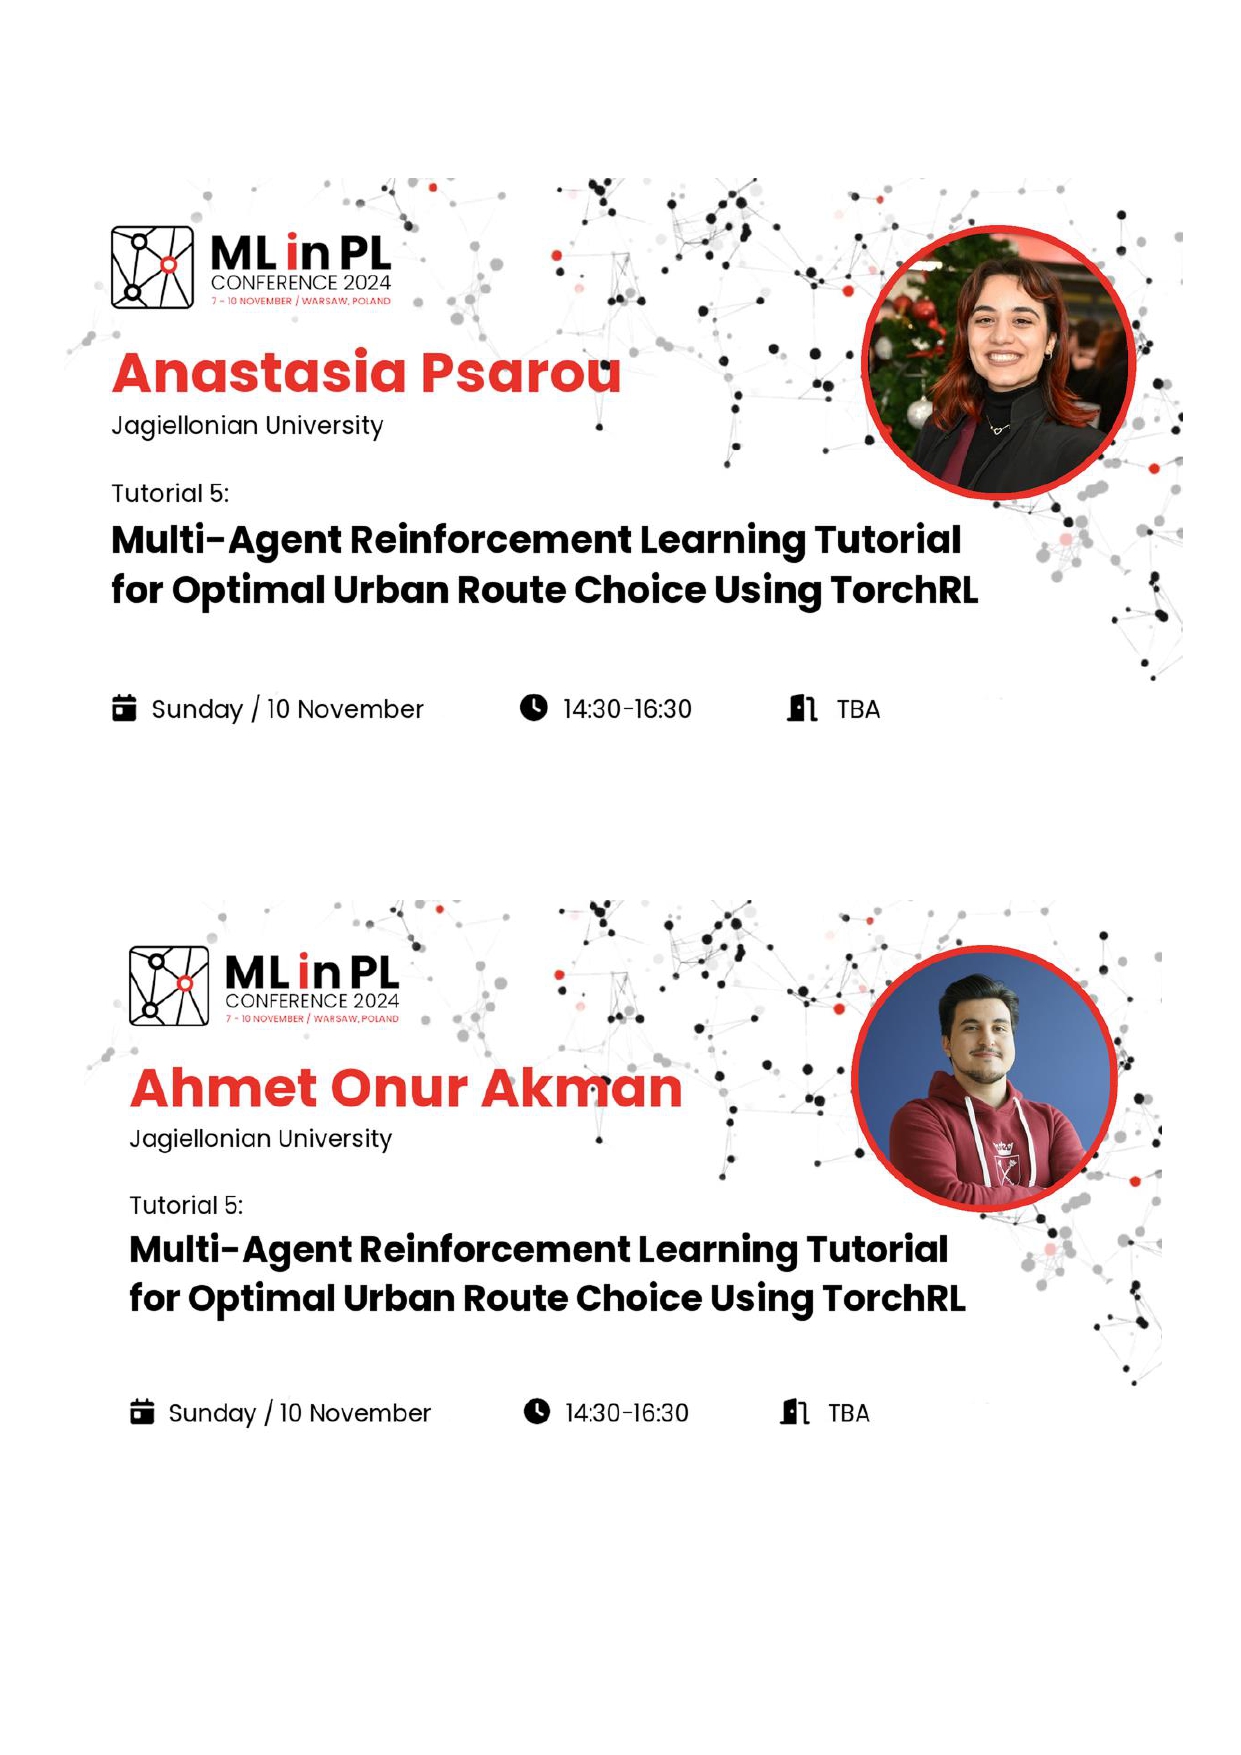 ML in PL
CONFERENCE 2024
7 - 10 NOVEMBER / WARSAW, POLAND
Anastasia Psarou
Jagiellonian University
Tutorial 5:
Multi-Agent Reinforcement Learning Tutorial
for Optimal Urban Route Choice Using TorchRL
Sunday / 10 November 14:30-16:30 TBA
ML in PL
CONFERENCE 2024
7 - 10 NOVEMBER / WARSAW, POLAND
Ahmet Onur Akman
Jagiellonian University
Tutorial 5:
Multi-Agent Reinforcement Learning Tutorial
for Optimal Urban Route Choice Using TorchRL
Sunday / 10 November 14:30-16:30 TBA